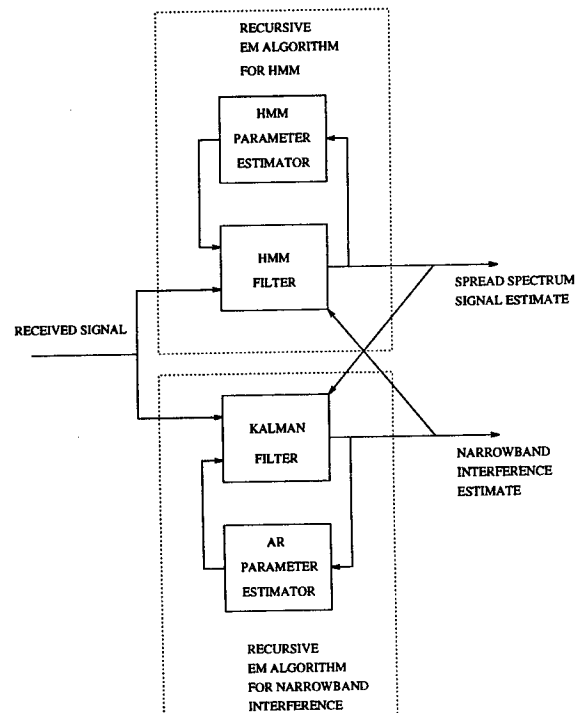 RECURSIVE
EM ALGORITHM
FOR HMM
HMM
PARAMETER
ESTIMATOR
HMM
FILTER
SPREAD SPECTRUM
SIGNAL ESTIMATE
RECEIVED SIGNAL
KALMAN
FILTER
NARROWBAND
INTERFERENCE
ESTIMATE
AR
PARAMETER
ESTIMATOR
RECURSIVE
EM ALGORITHM
FOR NARROWBAND
INTERFERENCE